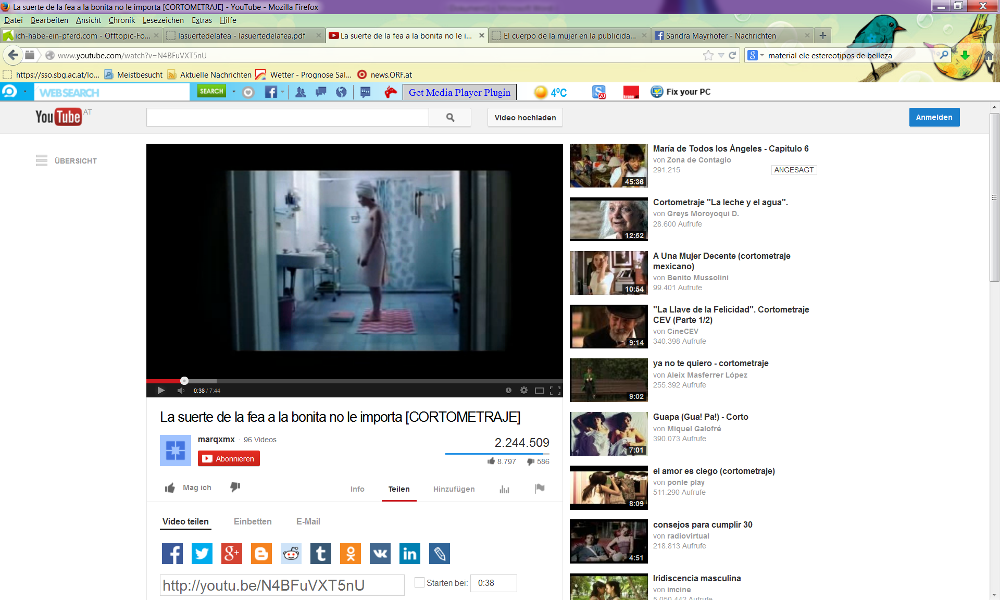 La suerte de la fea a la bonita no le importa [CORTOMETRAJE] - YouTube - Mozilla Firefox
Datei Bearbeiten Ansicht Chronik Lesezeichen Extras Hilfe
ich-habe-ein-pferd.com - Offtopic-Fo... lasuertedelafea - lasuertedelafea.pdf La suerte de la fea a la bonita no le i... El cuerpo de la mujer en la publicida... Sandra Mayrhofer - Nachrichten
www.youtube.com/watch?v=N4BFuVXT5nU material ele estereotipos de belleza
https://sso.sbg.ac.at/lo... Meistbesucht Aktuelle Nachrichten Wetter - Prognose Sal... news.ORF.at
WEB SEARCH SEARCH Get Media Player Plugin 4°C 20 Fix your PC
YouTube AT Video hochladen Anmelden
ÜBERSICHT
María de Todos los Ángeles - Capitulo 6
von Zona de Contagio
291.215 ANGESAGT
45:36
Cortometraje "La leche y el agua".
von Greys Moroyoqui D.
28.600 Aufrufe
12:52
A Una Mujer Decente (cortometraje
mexicano)
von Benito Mussolini
99.401 Aufrufe
10:54
"La Llave de la Felicidad". Cortometraje
CEV (Parte 1/2)
von CineCEV
340.398 Aufrufe
9:14
ya no te quiero - cortometraje
von Aleix Masferrer López
255.392 Aufrufe
9:02
0:38 / 7:44
La suerte de la fea a la bonita no le importa [CORTOMETRAJE]
marqxmx · 96 Videos
Abonnieren
2.244.509
8.797 586
Mag ich Info Teilen Hinzufügen
Video teilen Einbetten E-Mail
http://youtu.be/N4BFuVXT5nU Starten bei: 0:38
Guapa (Gua! Pa!) - Corto
von Miquel Galofré
390.073 Aufrufe
7:01
el amor es ciego (cortometraje)
von ponle play
511.290 Aufrufe
8:09
consejos para cumplir 30
von radiovirtual
218.813 Aufrufe
4:51
Iridiscencia masculina
von imcine
5.050.442 Aufrufe